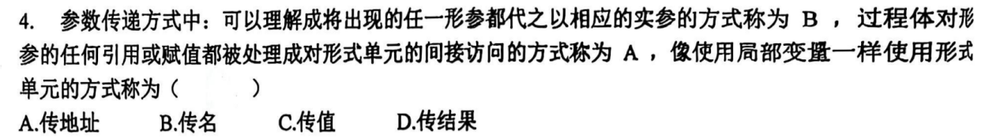 4. 参数传递方式中：可以理解成将出现的任一形参都代之以相应的实参的方式称为 B ，过程体对形
参的任何引用或赋值都被处理成对形式单元的间接访问的方式称为 A ，像使用局部变量一样使用形式
单元的方式称为（ ）
A.传地址 B.传名 C.传值 D.传结果